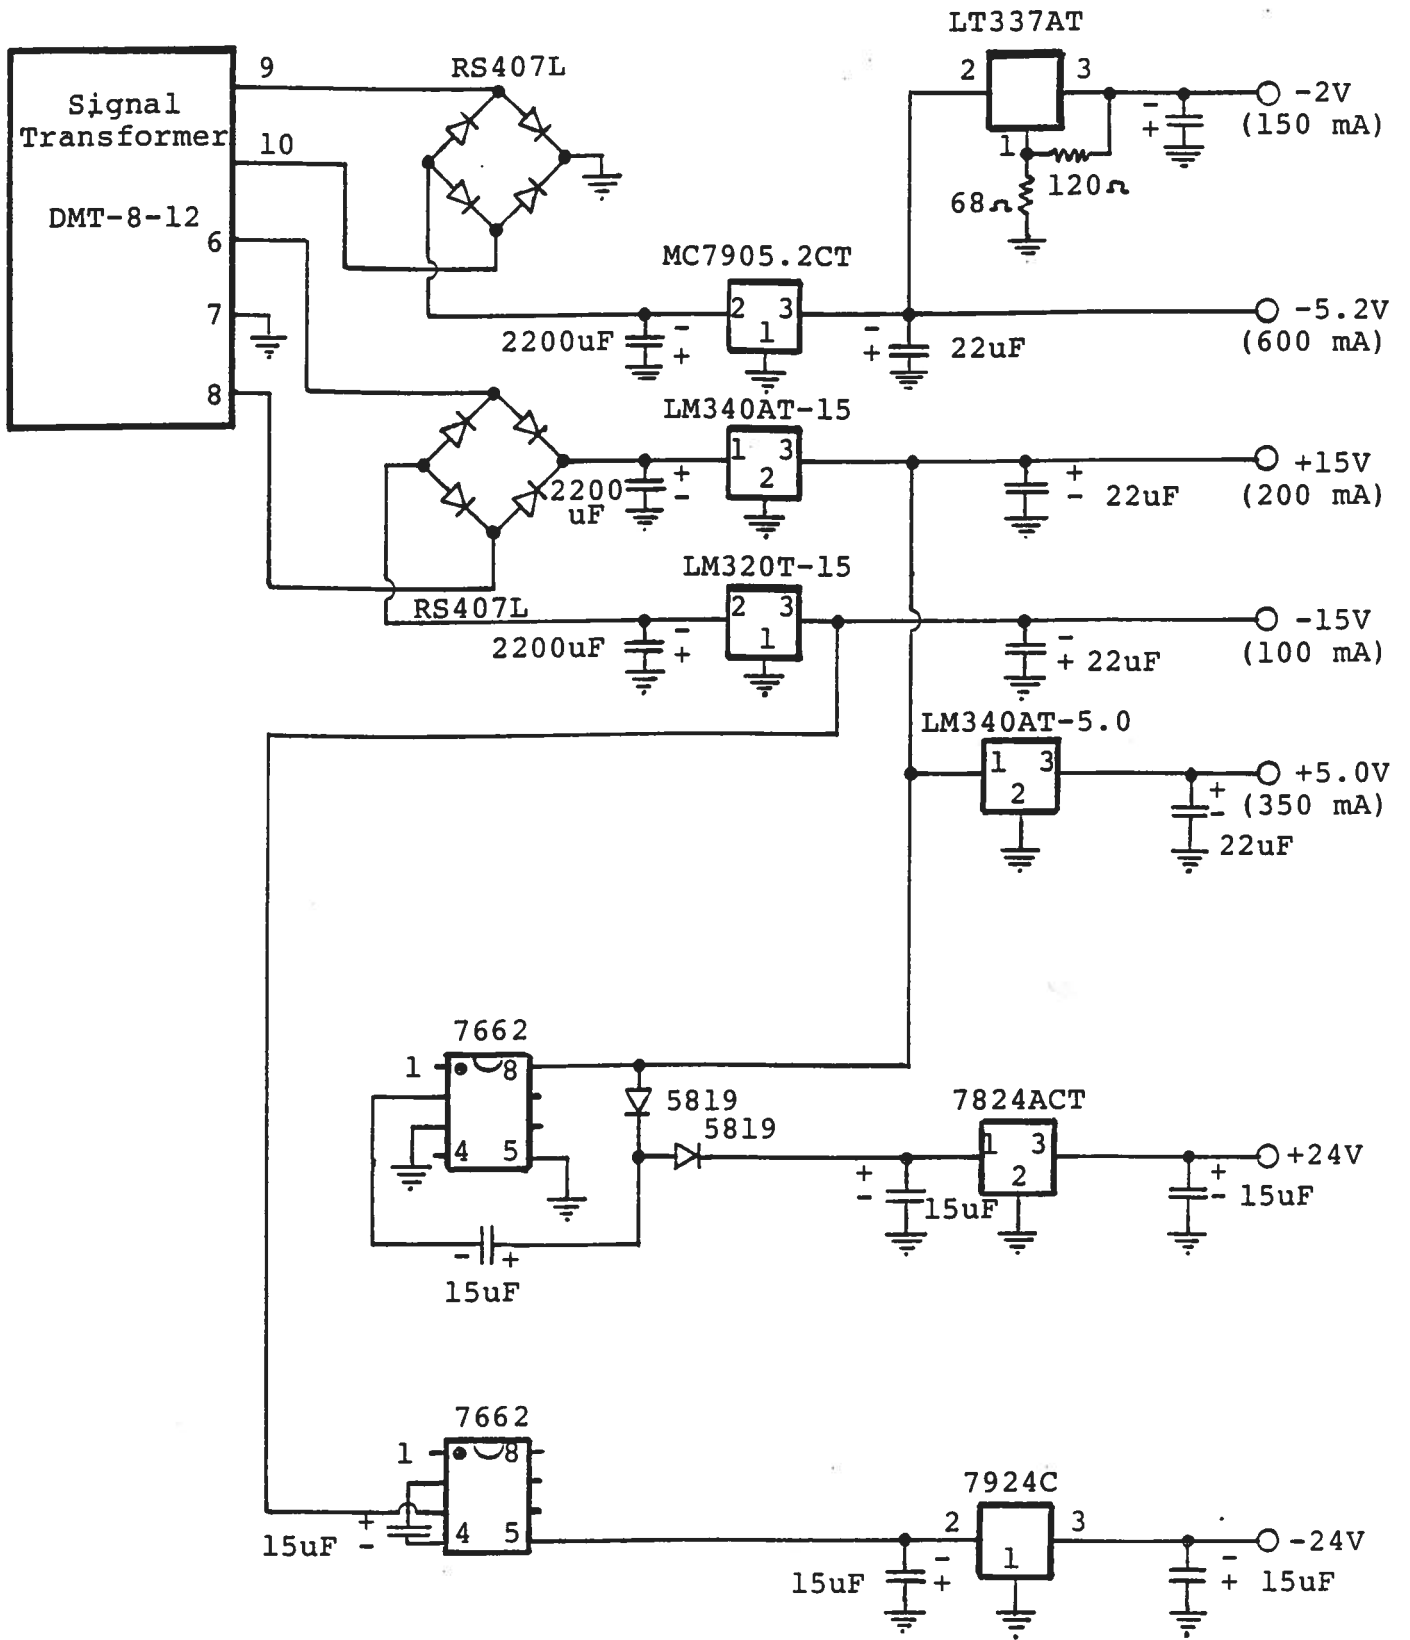 LT337AT
9
RS407L
2
3
-2V
Signal
Transformer
-
+
(150 mA)
10
1
120Ω
68Ω
DMT-8-12
6
MC7905.2CT
7
2
3
1
-5.2V
2200uF
-
+
-
+
22uF
(600 mA)
8
LM340AT-15
1
3
2
+15V
2200
uF
+
-
+
-
22uF
(200 mA)
LM320T-15
RS407L
2
3
1
-15V
2200uF
-
+
-
+
22uF
(100 mA)
LM340AT-5.0
1
3
2
+5.0V
+
-
(350 mA)
22uF
7662
1
8
4
5
5819
5819
7824ACT
1
3
2
+24V
+
-
15uF
+
-
15uF
-
+
15uF
7662
1
8
4
5
+
-
15uF
7924C
2
3
1
-24V
15uF
-
+
-
+
15uF